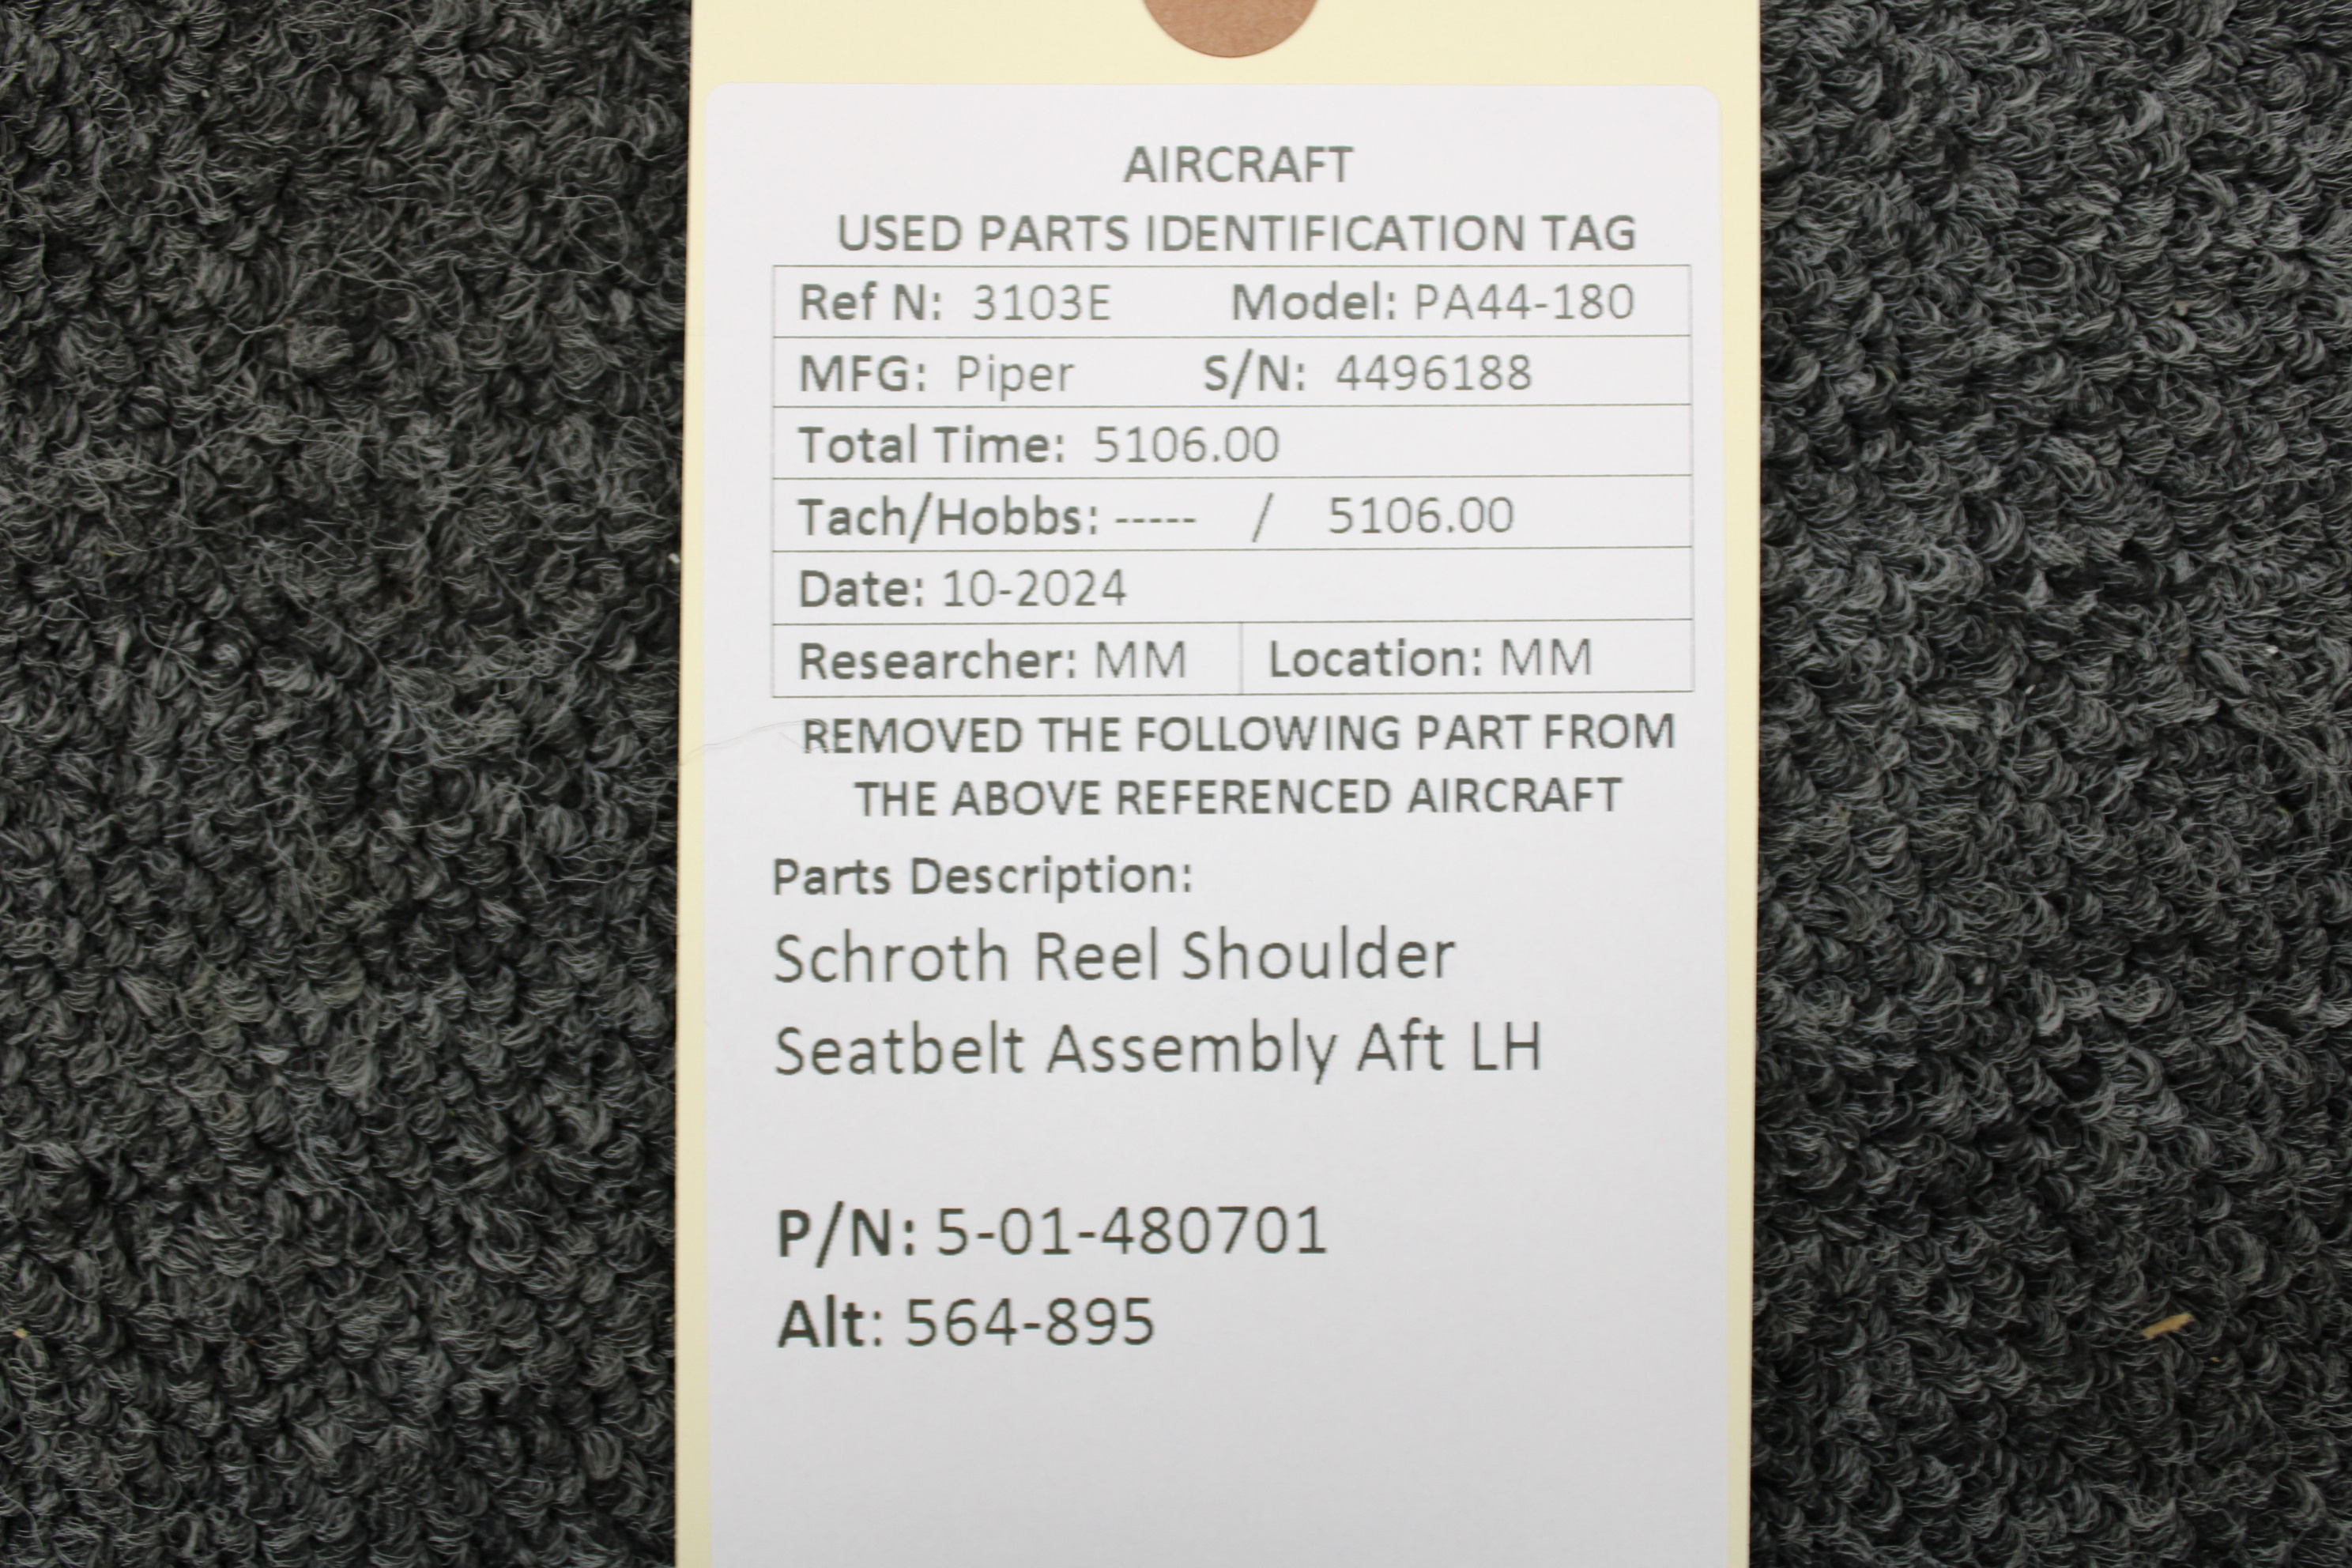 AIRCRAFT
USED PARTS IDENTIFICATION TAG
Ref N: 3103E Model: PA44-180
MFG: Piper S/N: 4496188
Total Time: 5106.00
Tach/Hobbs: ----- / 5106.00
Date: 10-2024
Researcher: MM Location: MM
REMOVED THE FOLLOWING PART FROM
THE ABOVE REFERENCED AIRCRAFT
Parts Description:
Schroth Reel Shoulder
Seatbelt Assembly Aft LH
P/N: 5-01-480701
Alt: 564-895